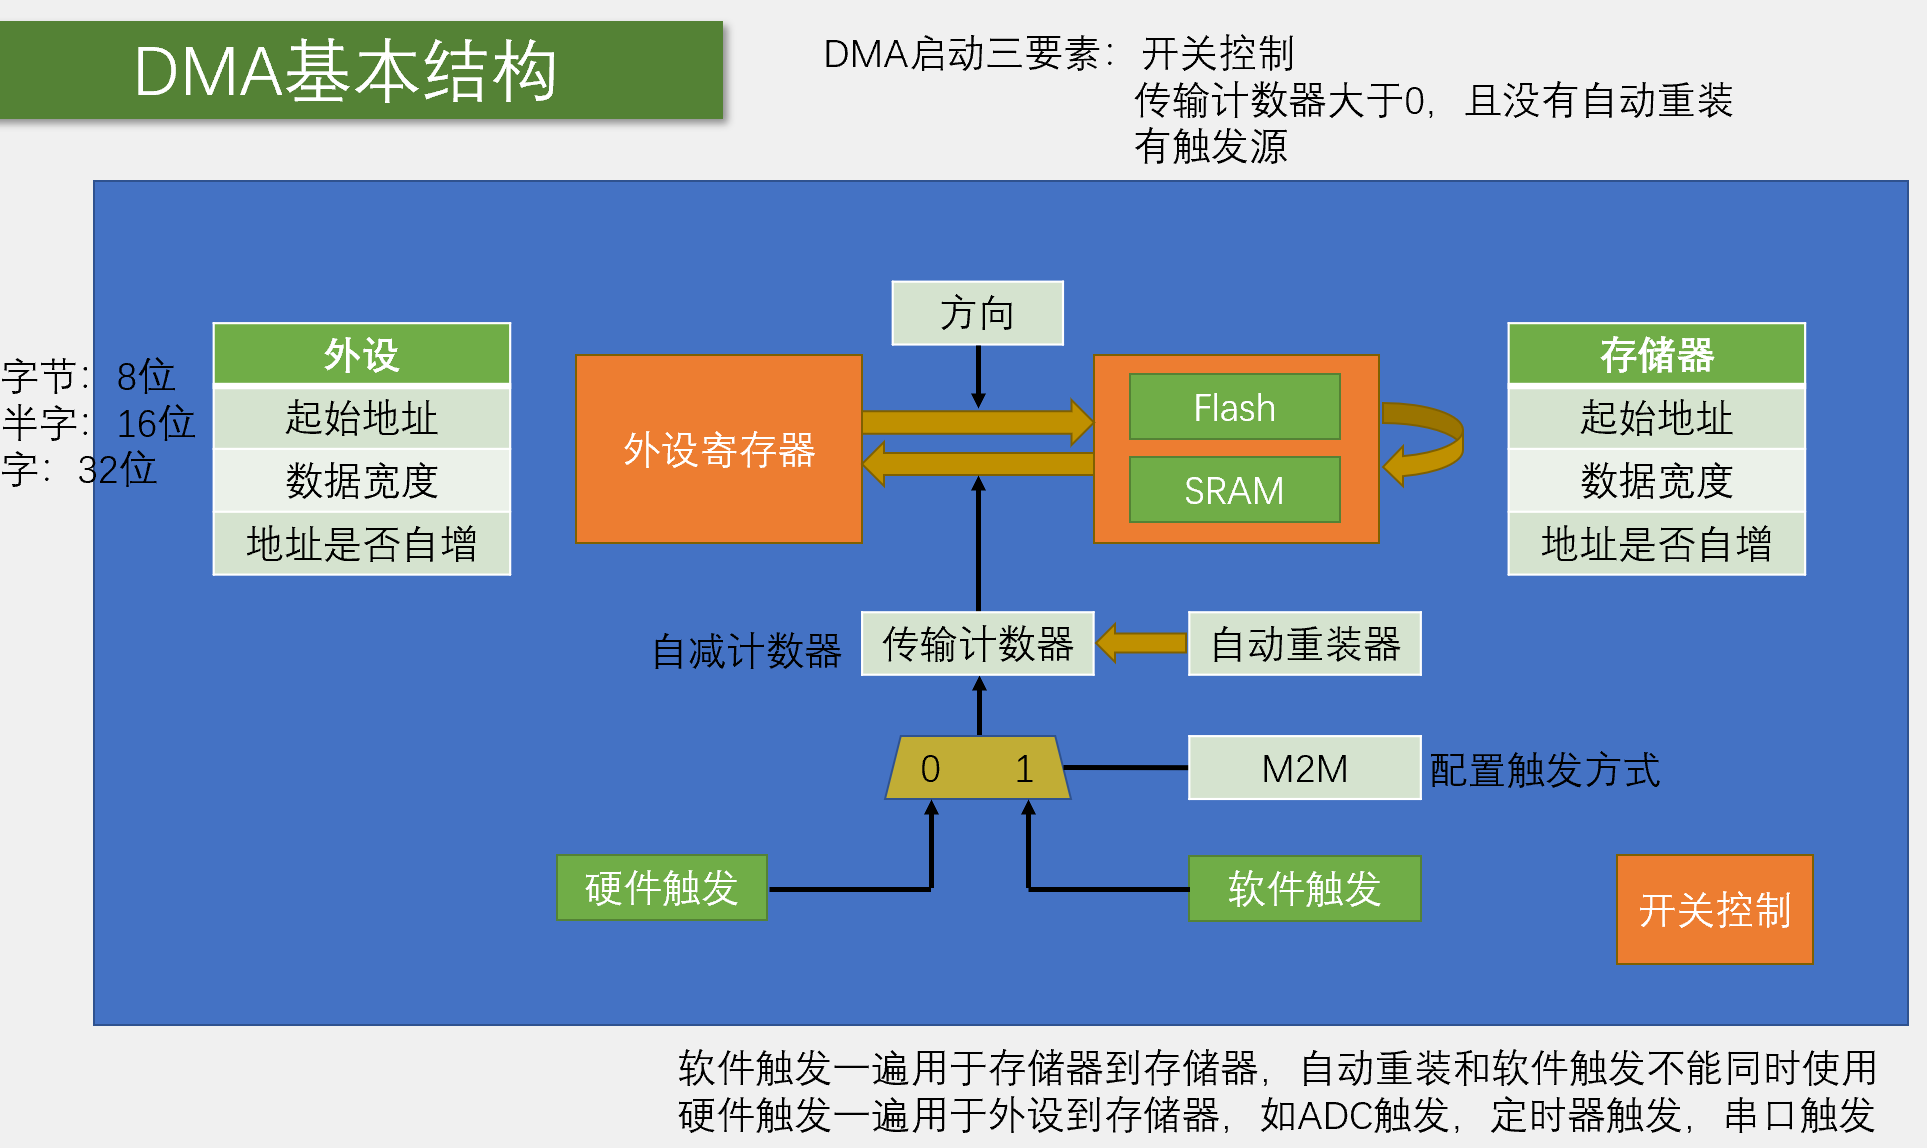 DMA基本结构
DMA启动三要素：开关控制
传输计数器大于0，且没有自动重装
有触发源
方向
字节：8位
半字：16位
字：32位
外设
起始地址
数据宽度
地址是否自增
外设寄存器
Flash
SRAM
存储器
起始地址
数据宽度
地址是否自增
自减计数器
传输计数器
自动重装器
0 1
M2M
配置触发方式
硬件触发
软件触发
开关控制
软件触发一遍用于存储器到存储器，自动重装和软件触发不能同时使用
硬件触发一遍用于外设到存储器，如ADC触发，定时器触发，串口触发